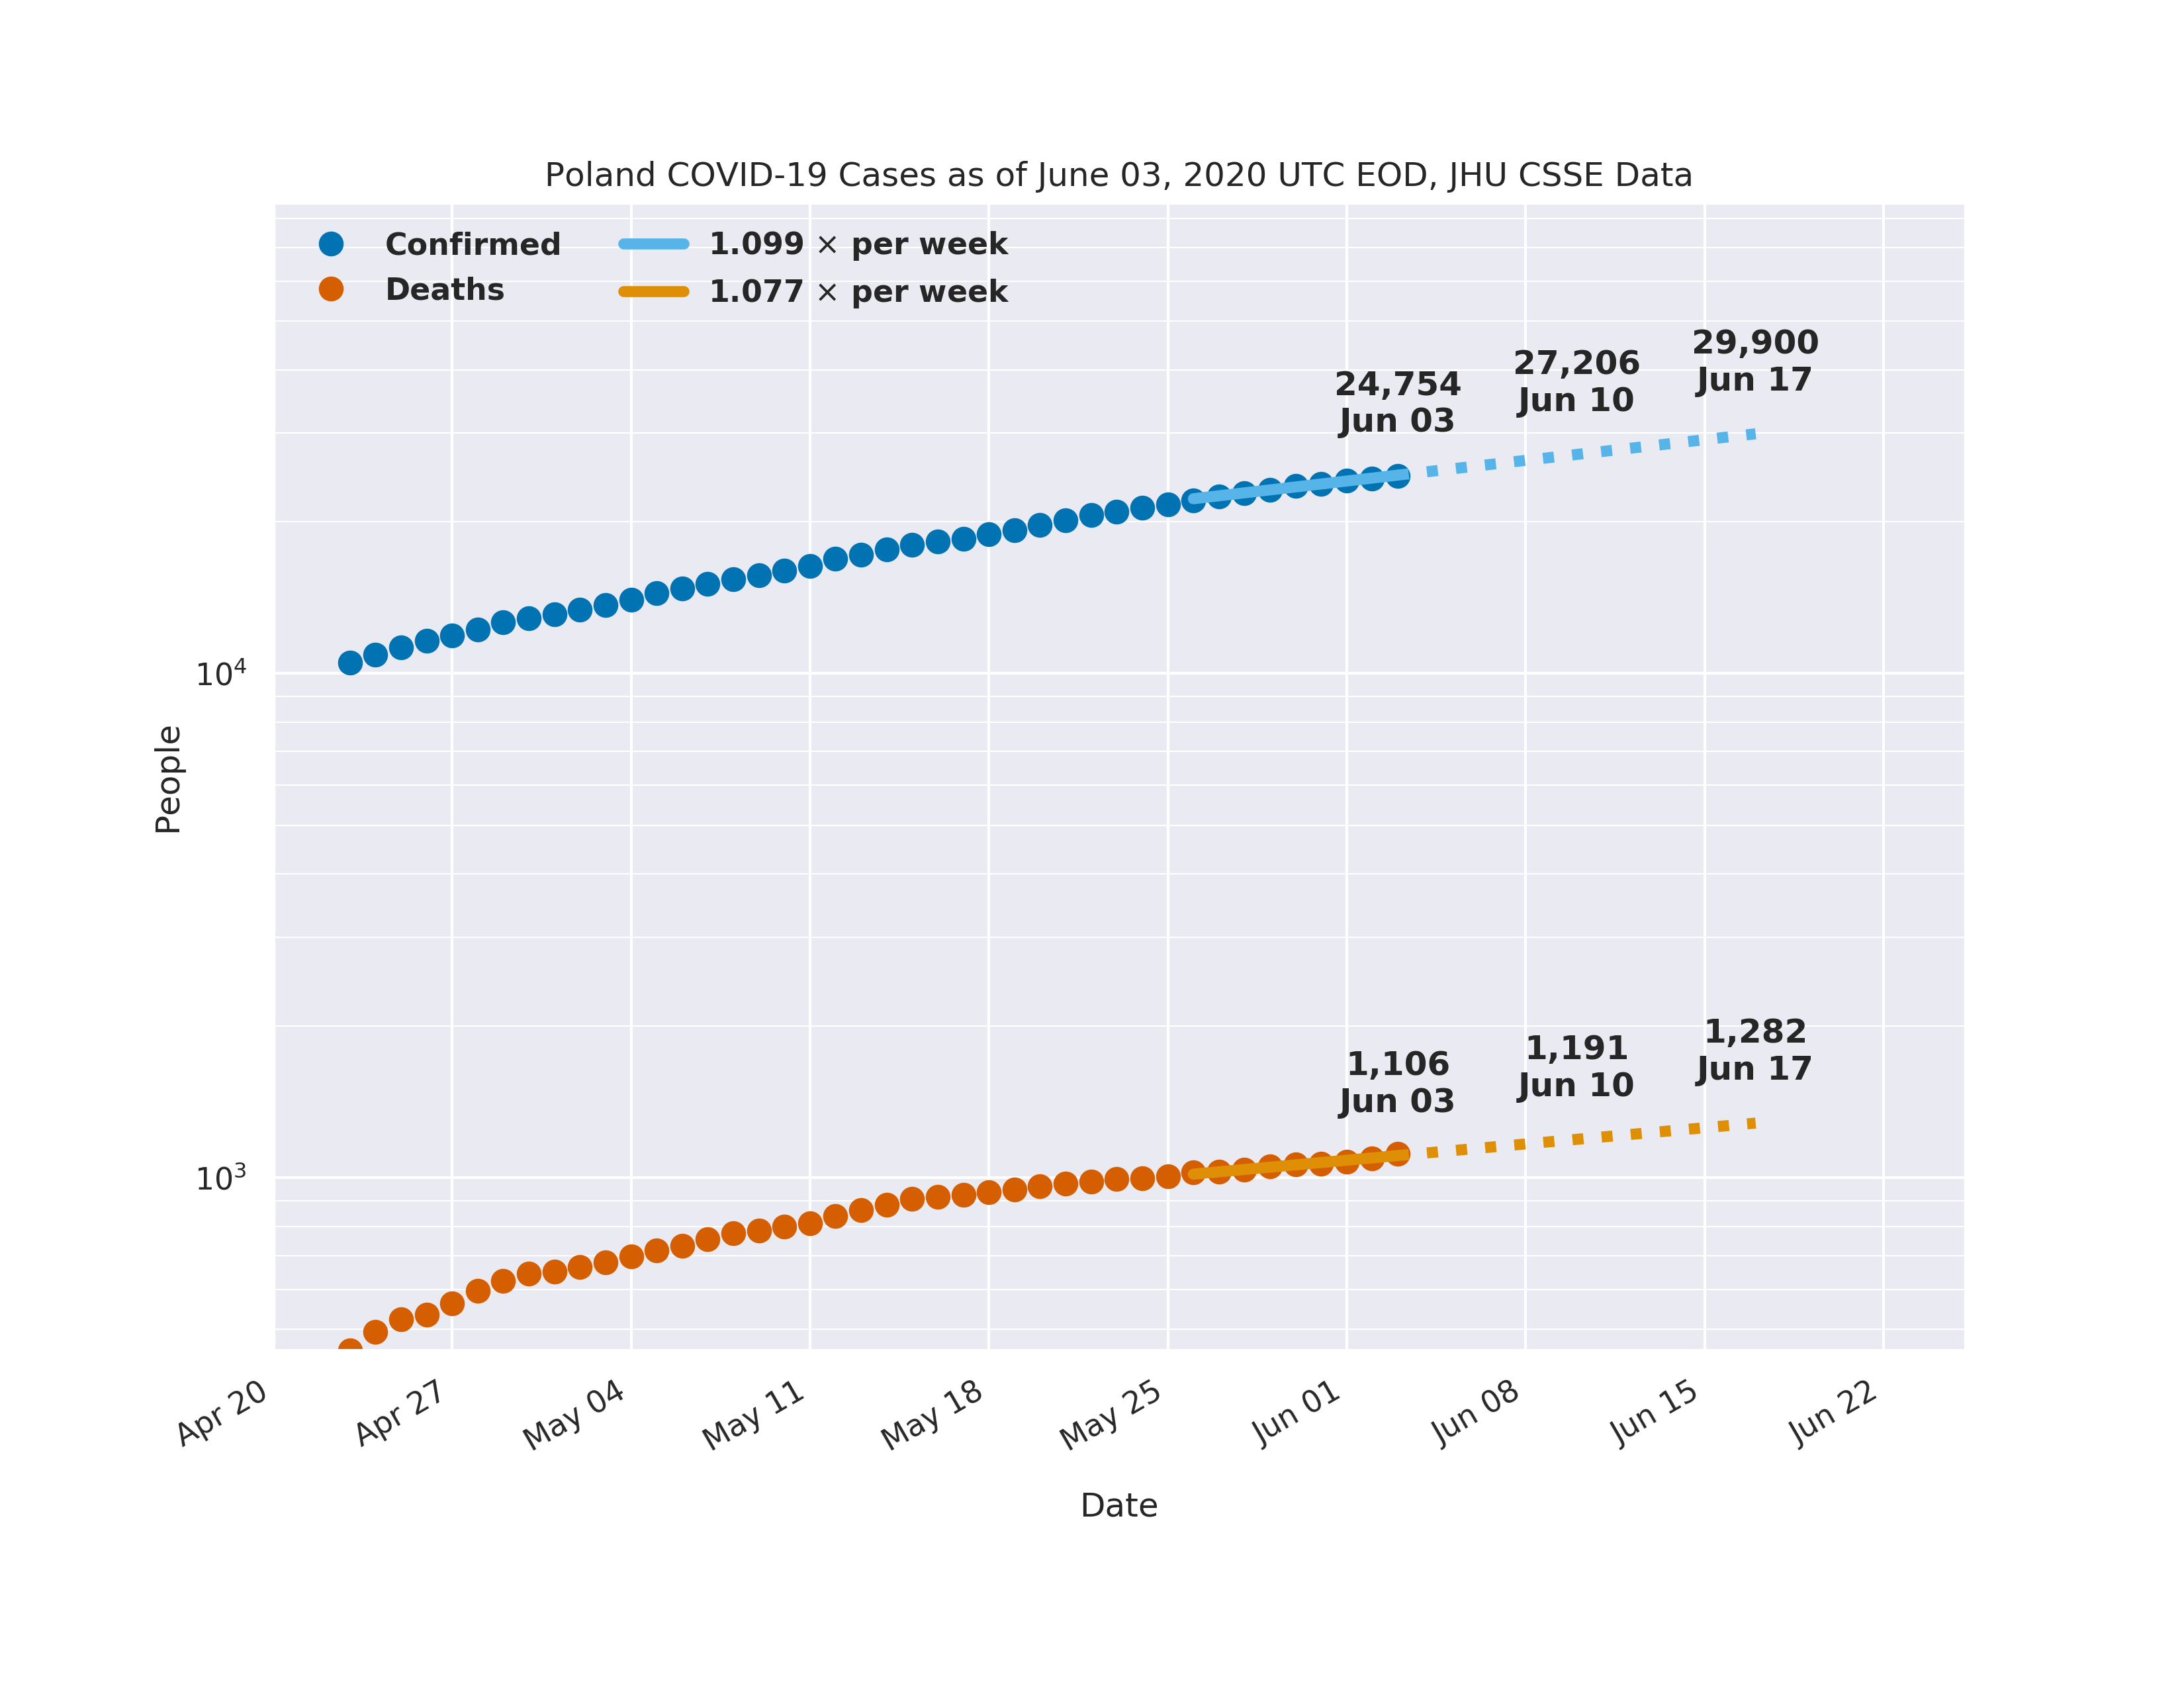 Poland COVID-19 Cases as of June 03, 2020 UTC EOD, JHU CSSE Data
Confirmed
Deaths
1.099 × per week
1.077 × per week
29,900
Jun 17
27,206
Jun 10
24,754
Jun 03
10⁴
People
1,282
Jun 17
1,191
Jun 10
1,106
Jun 03
10³
Apr 20
Apr 27
May 04
May 11
May 18
May 25
Jun 01
Jun 08
Jun 15
Jun 22
Date